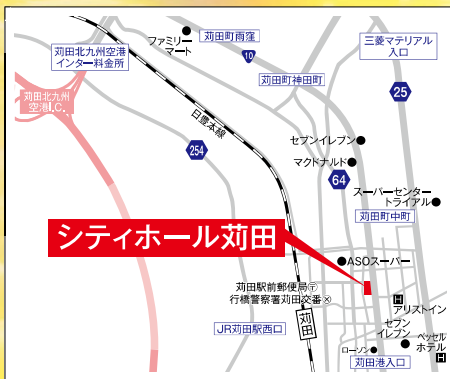 ファミリー
マート
苅田町雨窪
10
三菱マテリアル
入口
苅田北九州空港
インター料金所
苅田北九州
空港I.C.
苅田町神田町
25
日豊本線
254
セブンイレブン
マクドナルド
64
スーパーセンター
トライアル
苅田町中町
シティホール苅田
ASOスーパー
苅田駅前郵便局〒
行橋警察署苅田交番
H
アリストイン
JR苅田駅西口
苅田
セブン
イレブン
ベッセル
ホテル
H
ローソン
苅田港入口